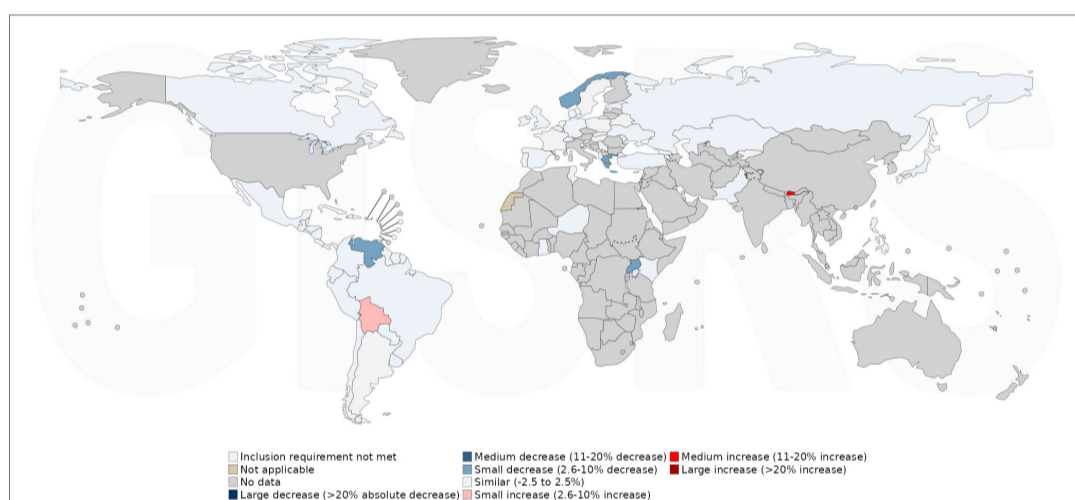 GISRS
Inclusion requirement not met
Not applicable
No data
Large decrease (>20% absolute decrease)
Medium decrease (11-20% decrease)
Small decrease (2.6-10% decrease)
Similar (-2.5 to 2.5%)
Small increase (2.6-10% increase)
Medium increase (11-20% increase)
Large increase (>20% increase)